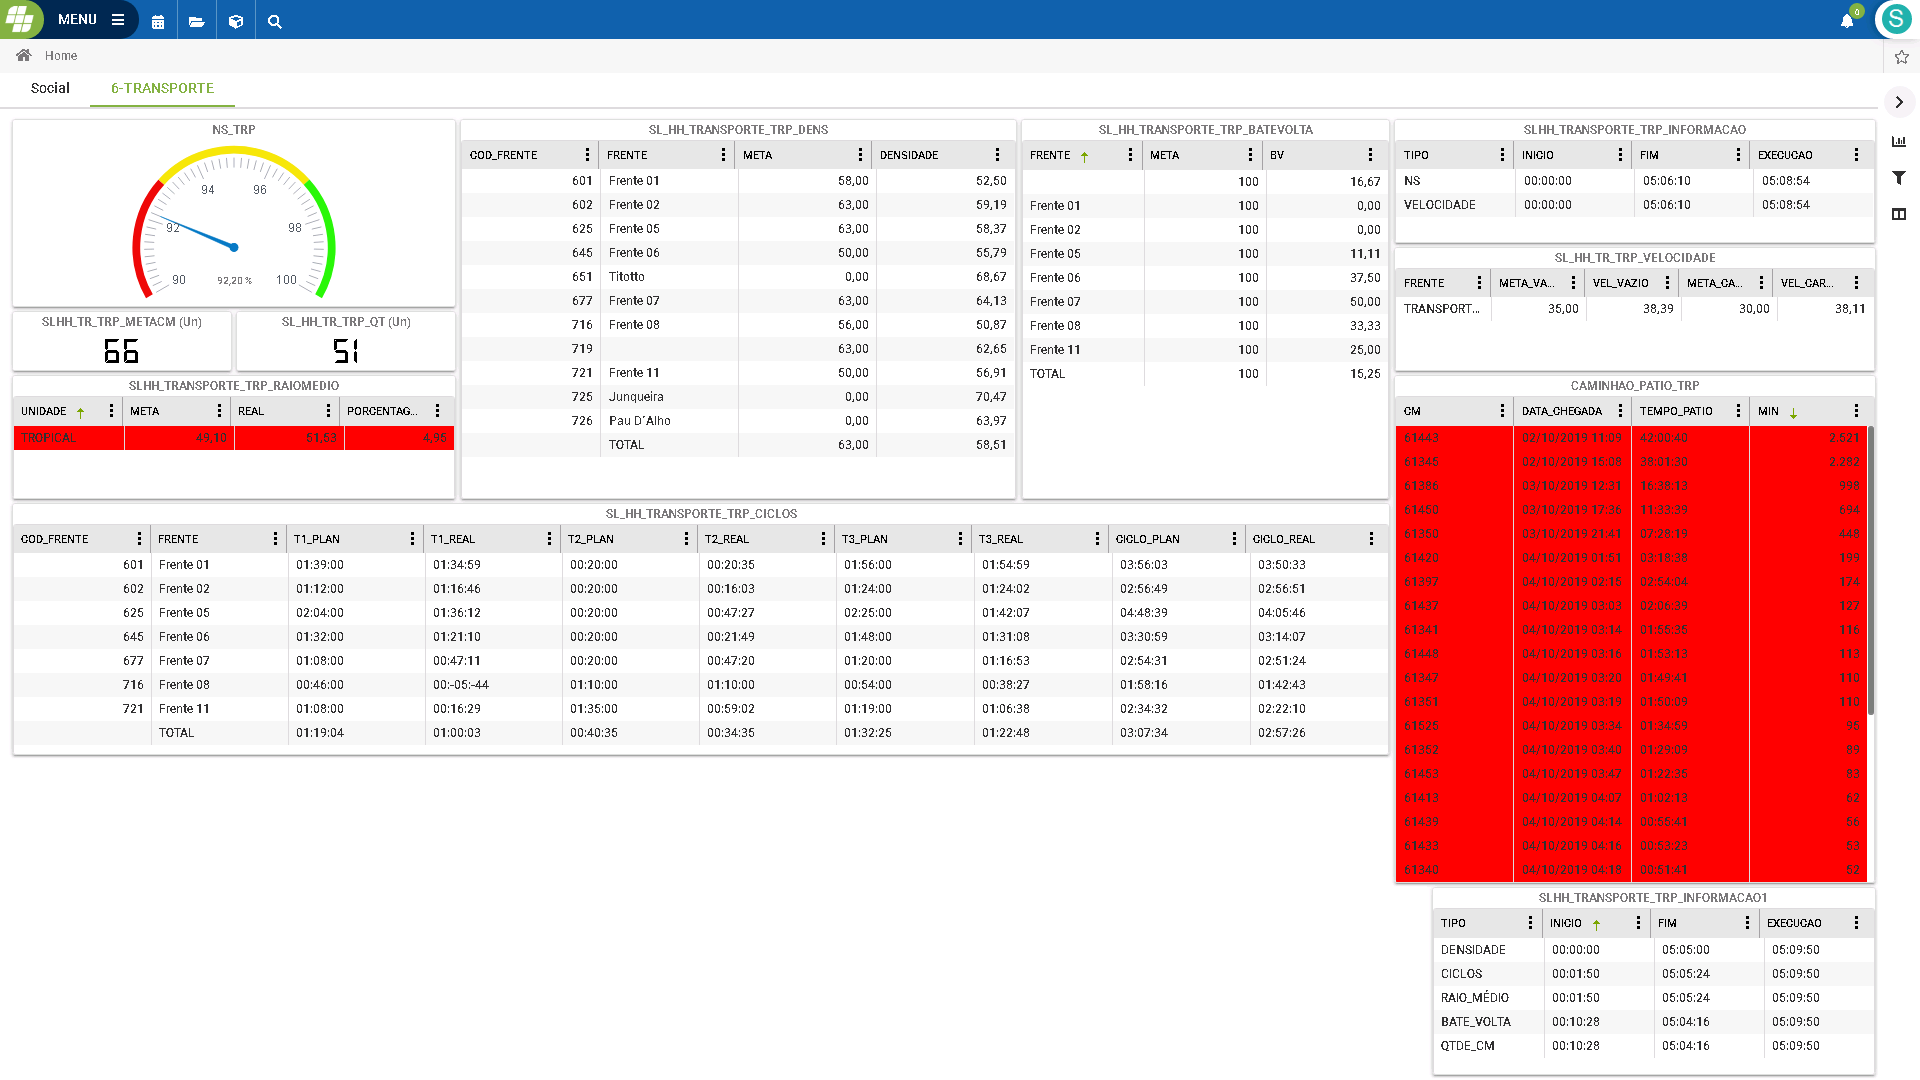 MENU
0
S
Home
Social 6-TRANSPORTE
NS_TRP
90 92 94 96 98 100
92,20 %
SLHH_TR_TRP_METACM (Un)
66
SL_HH_TR_TRP_QT (Un)
51
SLHH_TRANSPORTE_TRP_RAIOMEDIO
UNIDADE META REAL PORCENTAG...
TROPICAL 49,10 51,53 4,95
SL_HH_TRANSPORTE_TRP_DENS
COD_FRENTE FRENTE META DENSIDADE
601 Frente 01 58,00 52,50
602 Frente 02 63,00 59,19
625 Frente 05 63,00 58,37
645 Frente 06 50,00 55,79
651 Titotto 0,00 68,67
677 Frente 07 63,00 64,13
716 Frente 08 56,00 50,87
719 63,00 62,65
721 Frente 11 50,00 56,91
725 Junqueira 0,00 70,47
726 Pau D´Alho 0,00 63,97
TOTAL 63,00 58,51
SL_HH_TRANSPORTE_TRP_BATEVOLTA
FRENTE META BV
100 16,67
Frente 01 100 0,00
Frente 02 100 0,00
Frente 05 100 11,11
Frente 06 100 37,50
Frente 07 100 50,00
Frente 08 100 33,33
Frente 11 100 25,00
TOTAL 100 15,25
SLHH_TRANSPORTE_TRP_INFORMACAO
TIPO INICIO FIM EXECUCAO
NS 00:00:00 05:06:10 05:08:54
VELOCIDADE 00:00:00 05:06:10 05:08:54
SL_HH_TR_TRP_VELOCIDADE
FRENTE META_VA... VEL_VAZIO META_CA... VEL_CAR...
TRANSPORT... 35,00 38,39 30,00 38,11
CAMINHAO_PATIO_TRP
CM DATA_CHEGADA TEMPO_PATIO MIN
61443 02/10/2019 11:09 42:00:40 2.521
61345 02/10/2019 15:08 38:01:30 2.282
61386 03/10/2019 12:31 16:38:13 998
61450 03/10/2019 17:36 11:33:39 694
61350 03/10/2019 21:41 07:28:19 448
61420 04/10/2019 01:51 03:18:38 199
61397 04/10/2019 02:15 02:54:04 174
61437 04/10/2019 03:03 02:06:39 127
61341 04/10/2019 03:14 01:55:35 116
61448 04/10/2019 03:16 01:53:13 113
61347 04/10/2019 03:20 01:49:41 110
61351 04/10/2019 03:19 01:50:09 110
61525 04/10/2019 03:34 01:34:59 95
61352 04/10/2019 03:40 01:29:09 89
61453 04/10/2019 03:47 01:22:35 83
61413 04/10/2019 04:07 01:02:13 62
61439 04/10/2019 04:14 00:55:41 56
61433 04/10/2019 04:16 00:53:23 53
61340 04/10/2019 04:18 00:51:41 52
SL_HH_TRANSPORTE_TRP_CICLOS
COD_FRENTE FRENTE T1_PLAN T1_REAL T2_PLAN T2_REAL T3_PLAN T3_REAL CICLO_PLAN CICLO_REAL
601 Frente 01 01:39:00 01:34:59 00:20:00 00:20:35 01:56:00 01:54:59 03:56:03 03:50:33
602 Frente 02 01:12:00 01:16:46 00:20:00 00:16:03 01:24:00 01:24:02 02:56:49 02:56:51
625 Frente 05 02:04:00 01:36:12 00:20:00 00:47:27 02:25:00 01:42:07 04:48:39 04:05:46
645 Frente 06 01:32:00 01:21:10 00:20:00 00:21:49 01:48:00 01:31:08 03:30:59 03:14:07
677 Frente 07 01:08:00 00:47:11 00:20:00 00:47:20 01:20:00 01:16:53 02:54:31 02:51:24
716 Frente 08 00:46:00 00:-05:-44 01:10:00 01:10:00 00:54:00 00:38:27 01:58:16 01:42:43
721 Frente 11 01:08:00 00:16:29 01:35:00 00:59:02 01:19:00 01:06:38 02:34:32 02:22:10
TOTAL 01:19:04 01:00:03 00:40:35 00:34:35 01:32:25 01:22:48 03:07:34 02:57:26
SLHH_TRANSPORTE_TRP_INFORMACAO1
TIPO INICIO FIM EXECUCAO
DENSIDADE 00:00:00 05:05:00 05:09:50
CICLOS 00:01:50 05:05:24 05:09:50
RAIO_MÉDIO 00:01:50 05:05:24 05:09:50
BATE_VOLTA 00:10:28 05:04:16 05:09:50
QTDE_CM 00:10:28 05:04:16 05:09:50